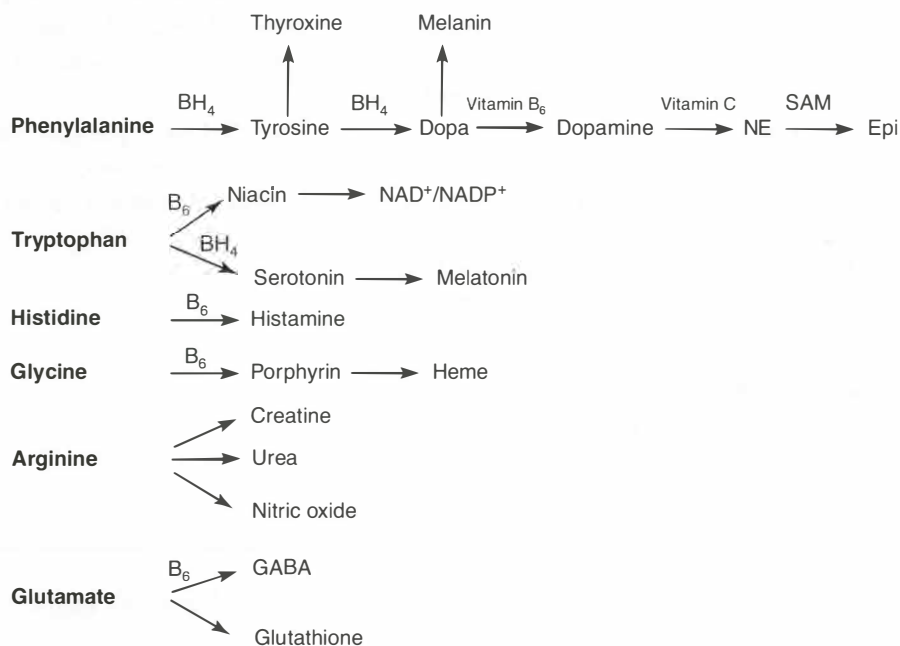 Thyroxine Melanin
BH₄ BH₄ Vitamin B₆ Vitamin C SAM
Phenylalanine Tyrosine Dopa Dopamine NE Epi
Niacin NAD⁺/NADP⁺
B₆
Tryptophan
BH₄
Serotonin Melatonin
B₆
Histidine Histamine
B₆
Glycine Porphyrin Heme
Creatine
Arginine Urea
Nitric oxide
B₆ GABA
Glutamate
Glutathione